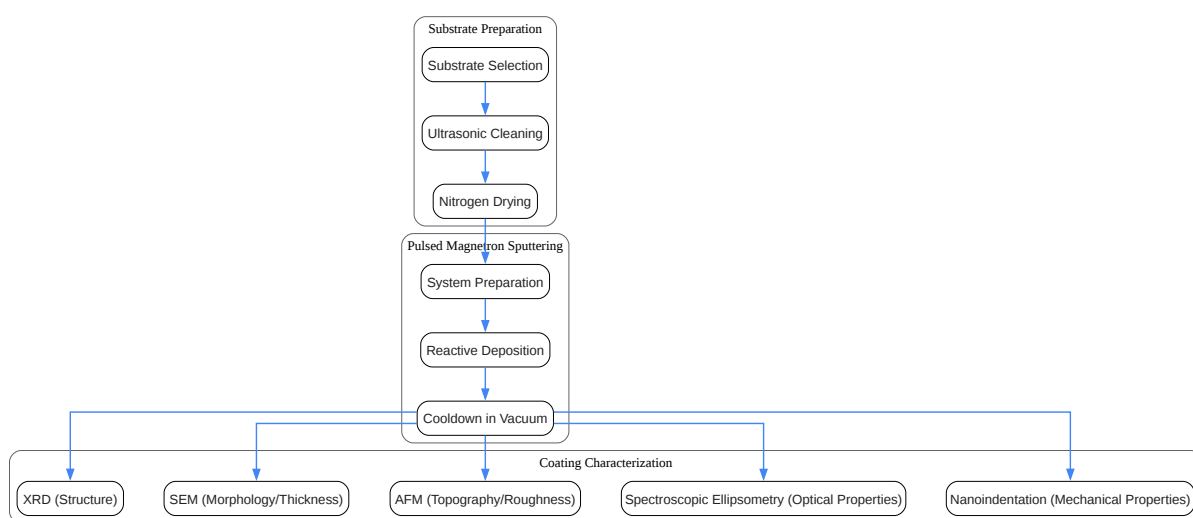 Substrate Preparation
Substrate Selection
Ultrasonic Cleaning
Nitrogen Drying
Pulsed Magnetron Sputtering
System Preparation
Reactive Deposition
Cooldown in Vacuum
Coating Characterization
XRD (Structure)
SEM (Morphology/Thickness)
AFM (Topography/Roughness)
Spectroscopic Ellipsometry (Optical Properties)
Nanoindentation (Mechanical Properties)